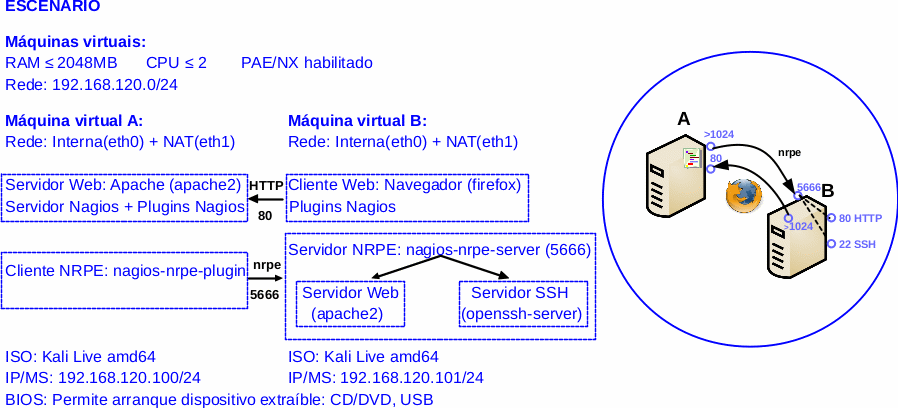 ESCENARIO
Máquinas virtuais:
RAM ≤ 2048MB CPU ≤ 2 PAE/NX habilitado
Rede: 192.168.120.0/24
Máquina virtual A:
Rede: Interna(eth0) + NAT(eth1)
Máquina virtual B:
Rede: Interna(eth0) + NAT(eth1)
Servidor Web: Apache (apache2)
Servidor Nagios + Plugins Nagios
HTTP
80
Cliente Web: Navegador (firefox)
Plugins Nagios
Cliente NRPE: nagios-nrpe-plugin
nrpe
5666
Servidor NRPE: nagios-nrpe-server (5666)
Servidor Web
(apache2)
Servidor SSH
(openssh-server)
ISO: Kali Live amd64
IP/MS: 192.168.120.100/24
ISO: Kali Live amd64
IP/MS: 192.168.120.101/24
BIOS: Permite arranque dispositivo extraíble: CD/DVD, USB
A
>1024
80
nrpe
5666
B
>1024
80 HTTP
22 SSH